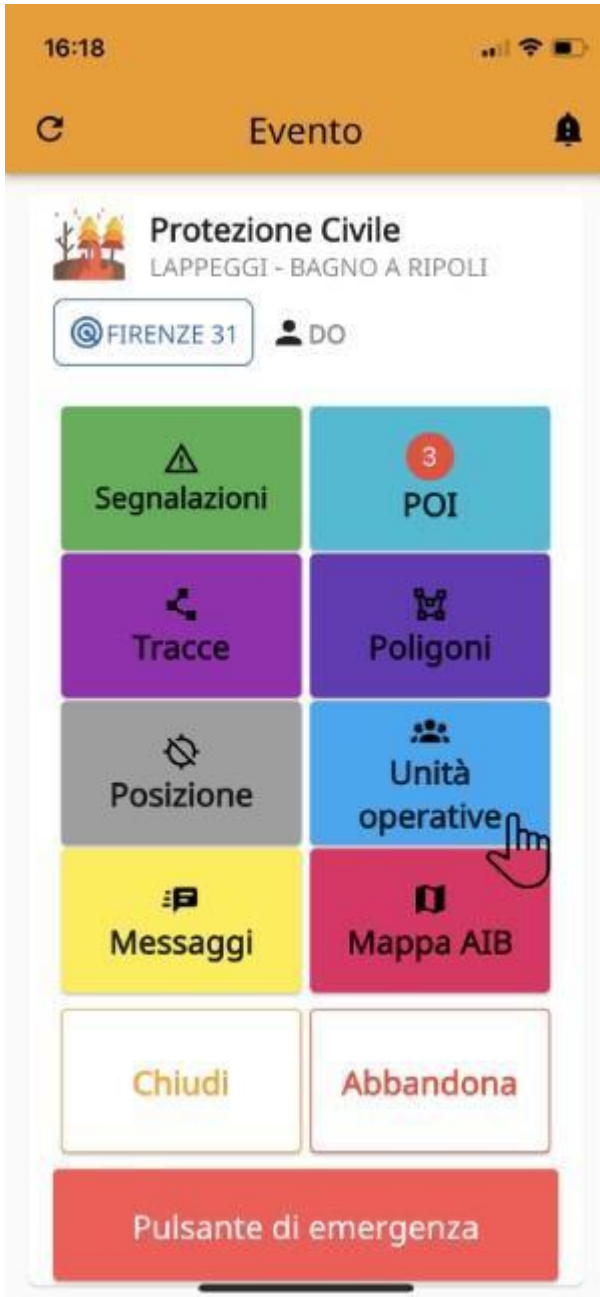 16:18
Evento
Protezione Civile
LAPPEGGI - BAGNO A RIPOLI
FIRENZE 31 DO
Segnalazioni
3
POI
Tracce
Poligoni
Posizione
Unità
operative
Messaggi
Mappa AIB
Chiudi
Abbandona
Pulsante di emergenza